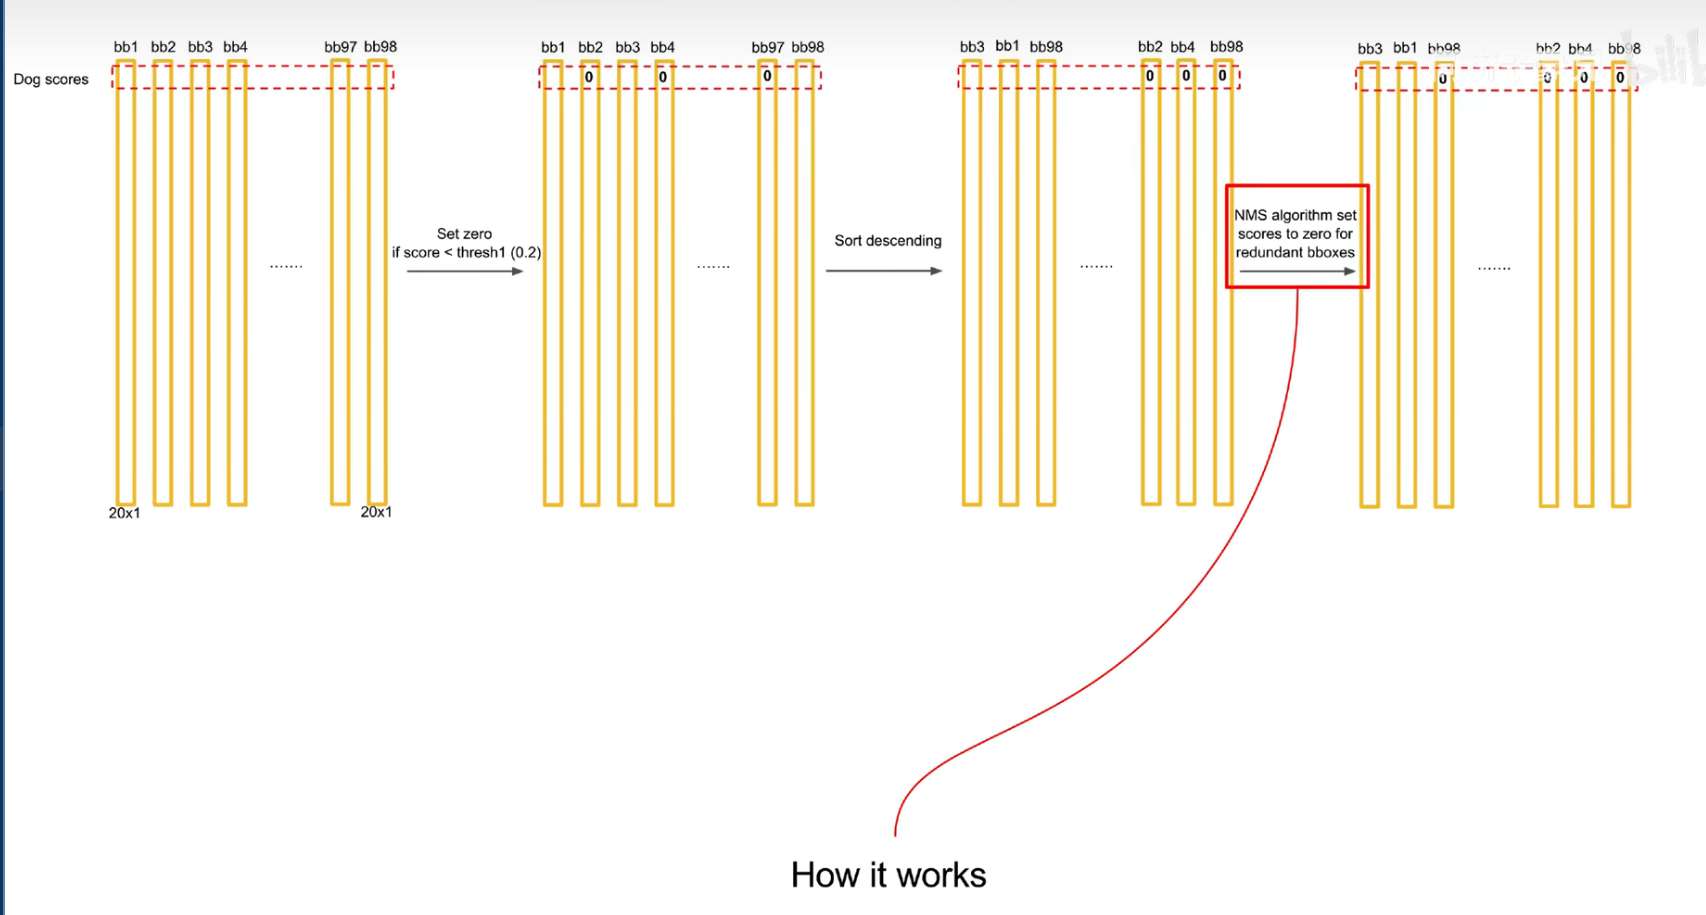 bb1 bb2 bb3 bb4 bb97 bb98
bb1 bb2 bb3 bb4 bb97 bb98
bb3 bb1 bb98 bb2 bb4 bb98
bb3 bb1 bb98 bb2 bb4 bb98
Dog scores
0 0 0
0 0 0
0 0 0 0
Set zero
if score < thresh1 (0.2)
Sort descending
NMS algorithm set
scores to zero for
redundant bboxes
.......
.......
.......
.......
20x1 20x1
How it works